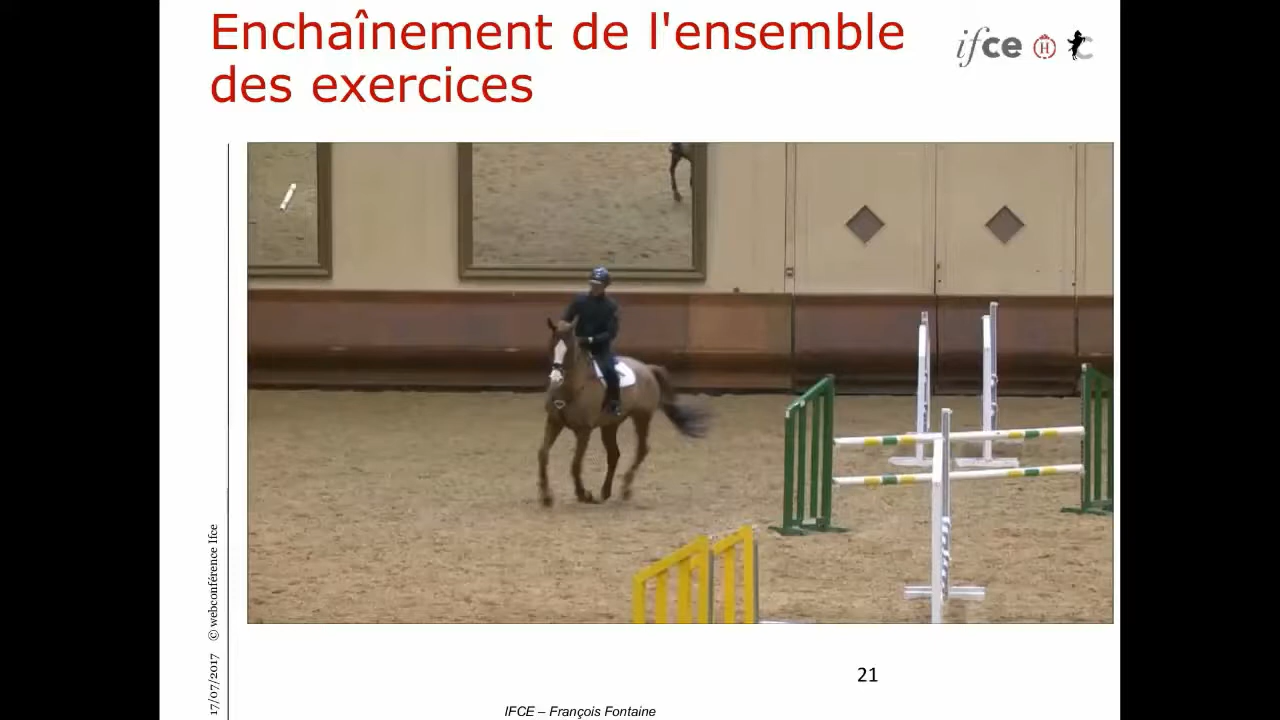 Enchaînement de l'ensemble
des exercices
ifce H
17/07/2017 © webconférence Ifce
21
IFCE – François Fontaine